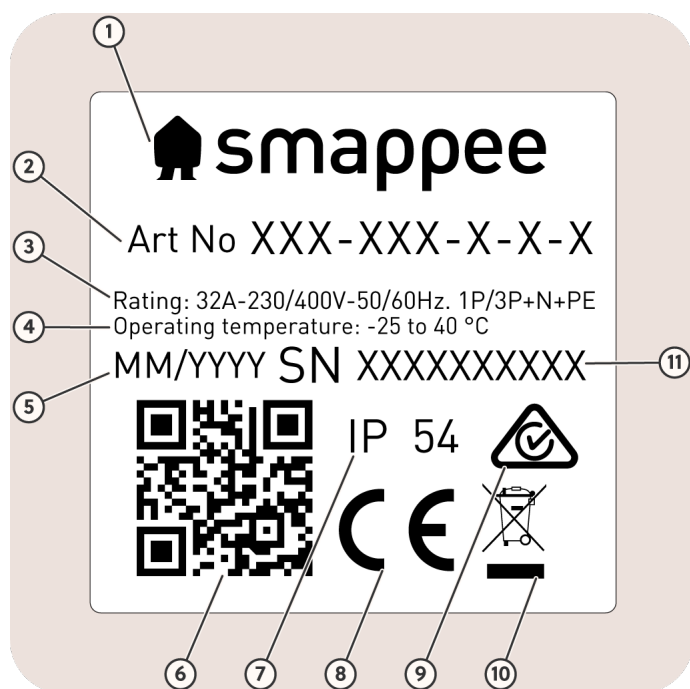 1
smappee
2
Art No XXX-XXX-X-X-X
3
Rating: 32A-230/400V-50/60Hz. 1P/3P+N+PE
4
Operating temperature: -25 to 40 °C
MM/YYYY SN XXXXXXXXXX
11
5
IP 54
CE
6 7 8 9 10